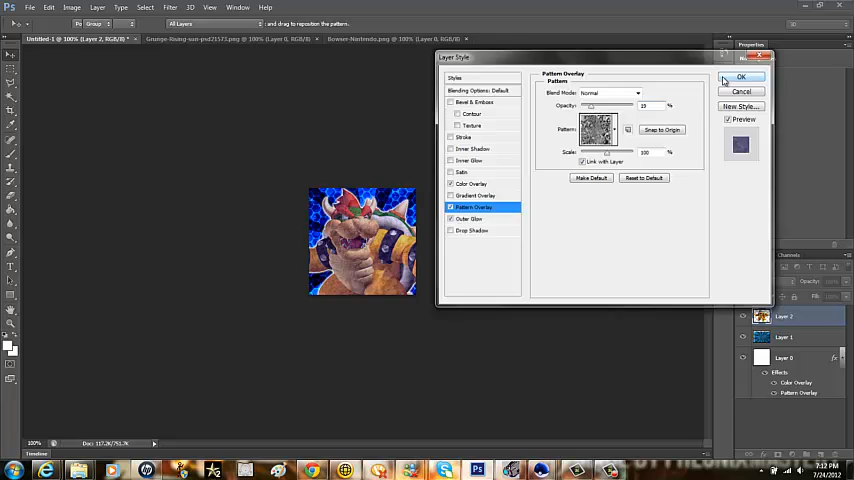 Ps File Edit Image Layer Type Select Filter 3D View Window Help
Group All Layers and drag to reposition the pattern.
Untitled-1 @ 100% (Layer 2, RGB/8) * Grunge-Rising-sun-psd21573.png @ 100% (Layer 0, RGB/8) Bowser-Nintendo.png @ 100% (Layer 0, RGB/8) *
Properties
Layer Style
Styles
Blending Options: Default
Bevel & Emboss
Contour
Texture
Stroke
Inner Shadow
Inner Glow
Satin
Color Overlay
Gradient Overlay
Pattern Overlay
Outer Glow
Drop Shadow
Pattern Overlay
Pattern
Blend Mode: Normal
Opacity: 19 %
Pattern: Snap to Origin
Scale: 100 %
Link with Layer
Make Default Reset to Default
OK
Cancel
New Style...
Preview
Channels
Opacity:
Fill:
Layer 2
Layer 1
Layer 0 fx
Effects
Color Overlay
Pattern Overlay
100% Doc: 117.2K/751.7K
Timeline
7:12 PM
7/24/2012